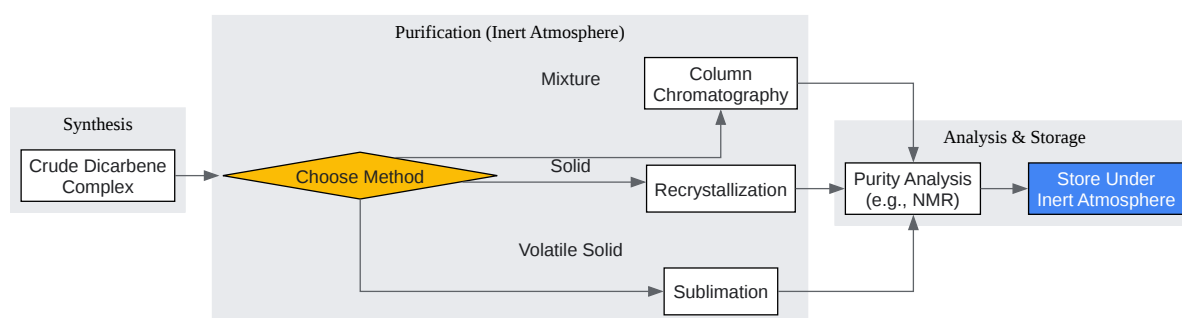 Purification (Inert Atmosphere)
Mixture
Column
Chromatography
Synthesis
Analysis & Storage
Crude Dicarbene
Complex
Choose Method
Solid
Recrystallization
Purity Analysis
(e.g., NMR)
Store Under
Inert Atmosphere
Volatile Solid
Sublimation